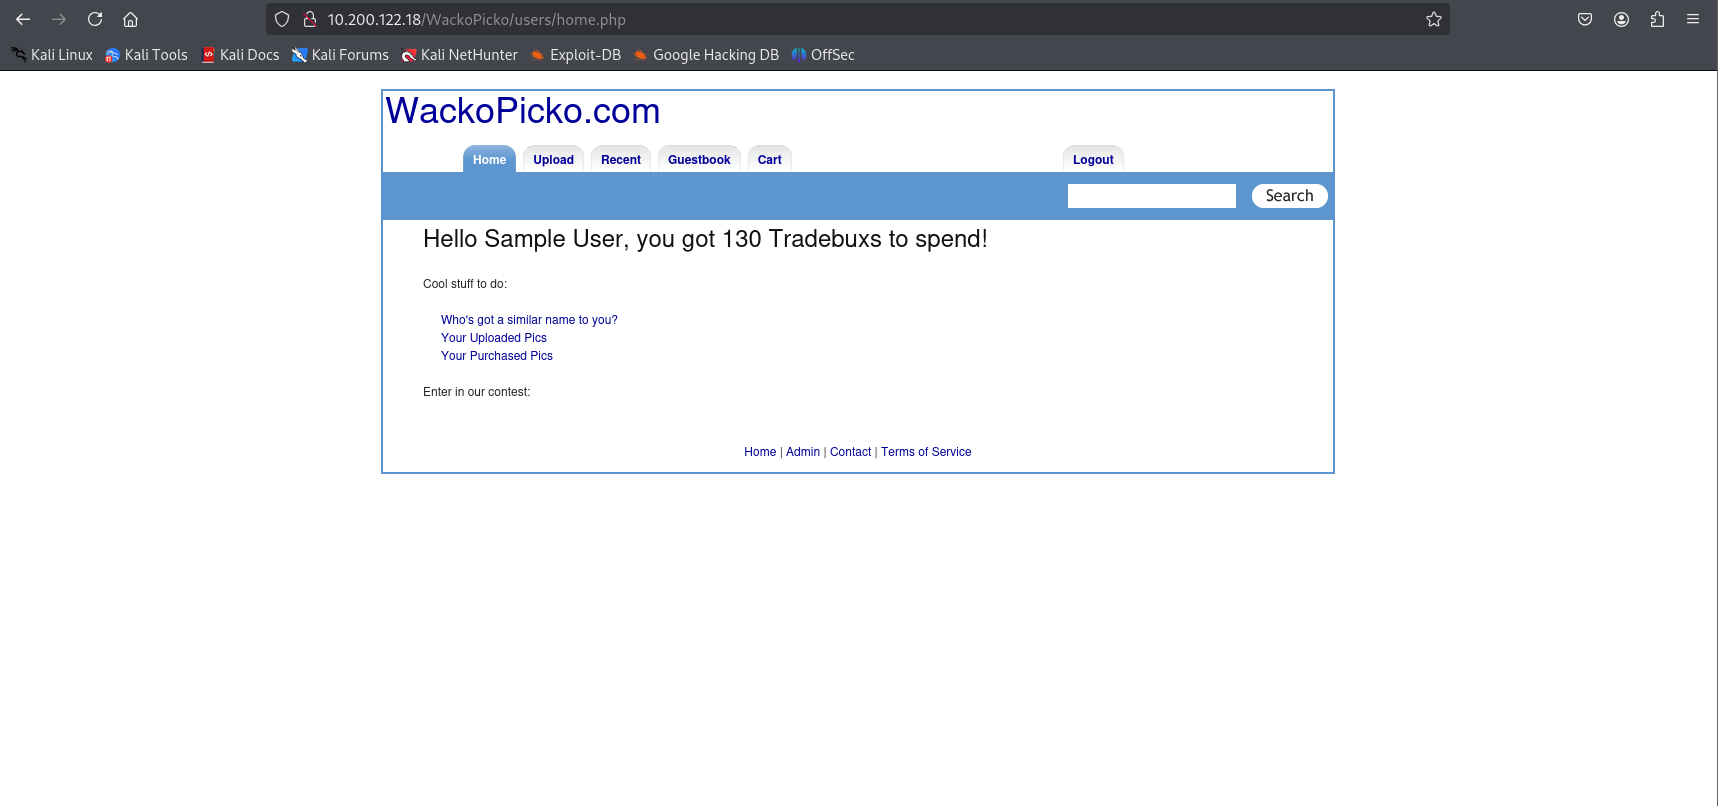 10.200.122.18/WackoPicko/users/home.php
Kali Linux Kali Tools Kali Docs Kali Forums Kali NetHunter Exploit-DB Google Hacking DB OffSec
WackoPicko.com
Home Upload Recent Guestbook Cart Logout
Search
Hello Sample User, you got 130 Tradebuxs to spend!
Cool stuff to do:
Who's got a similar name to you?
Your Uploaded Pics
Your Purchased Pics
Enter in our contest:
Home | Admin | Contact | Terms of Service